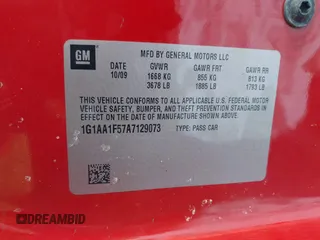 GM
MFD BY GENERAL MOTORS LLC
DATE GVWR GAWR FRT GAWR RR
10/09 1668 KG 855 KG 813 KG
3678 LB 1885 LB 1793 LB
THIS VEHICLE CONFORMS TO ALL APPLICABLE U.S. FEDERAL MOTOR
VEHICLE SAFETY, BUMPER, AND THEFT PREVENTION STANDARDS
IN EFFECT ON THE DATE OF MANUFACTURE SHOWN ABOVE.
1G1AA1F57A7129073 TYPE: PASS CAR
DREAMBID